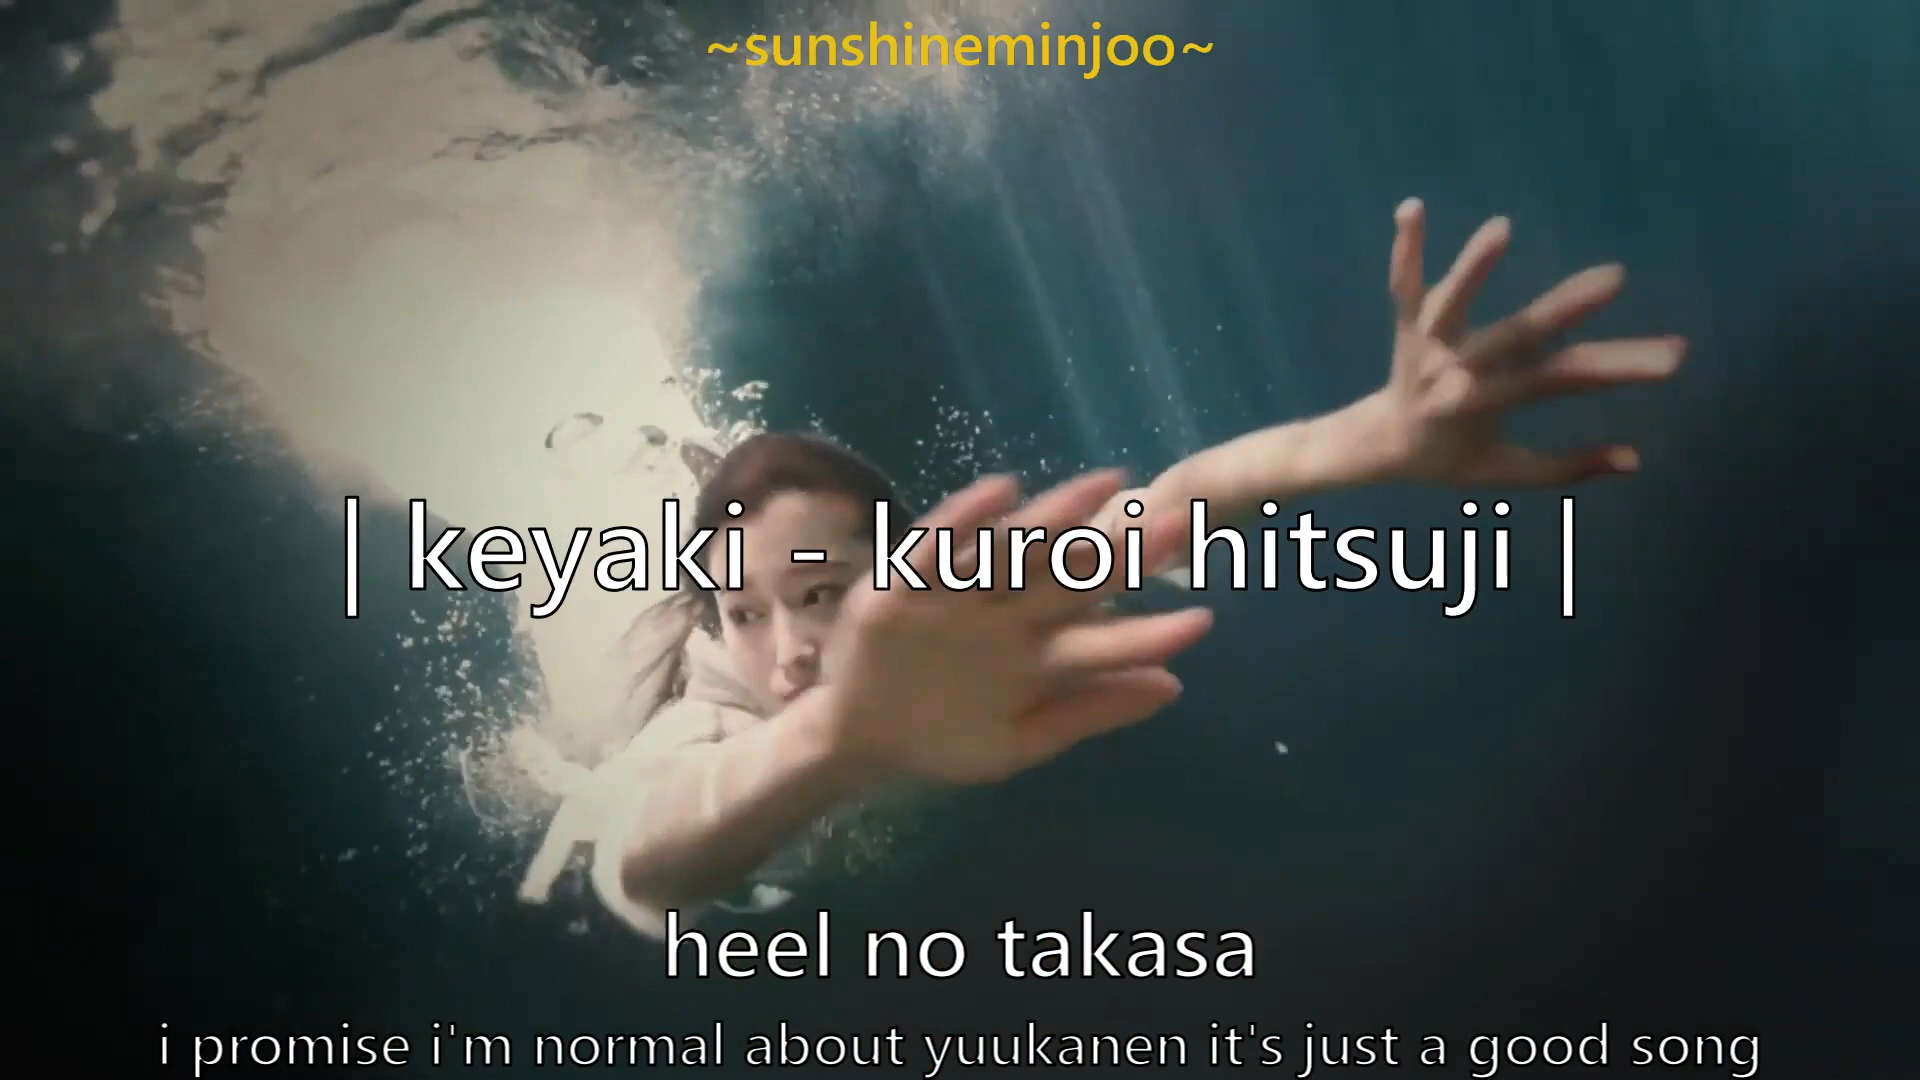 ~sunshineminjoo~
| keyaki - kuroi hitsuji |
heel no takasa
i promise i'm normal about yuukanen it's just a good song